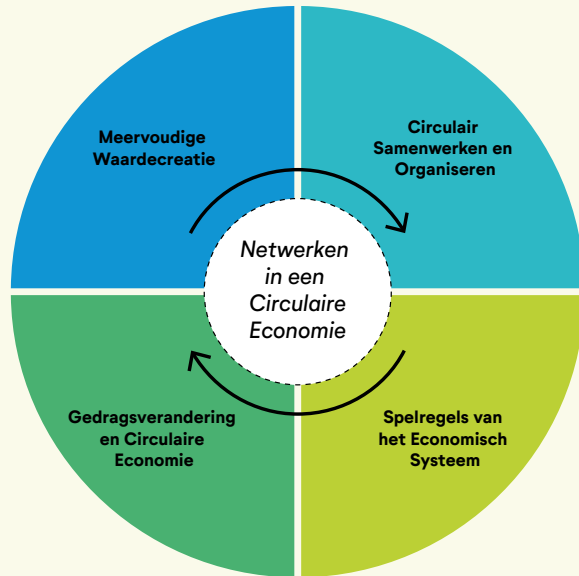 Meervoudige
Waardecreatie
Circulair
Samenwerken en
Organiseren
Netwerken
in een
Circulaire
Economie
Gedragsverandering
en Circulaire
Economie
Spelregels van
het Economisch
Systeem